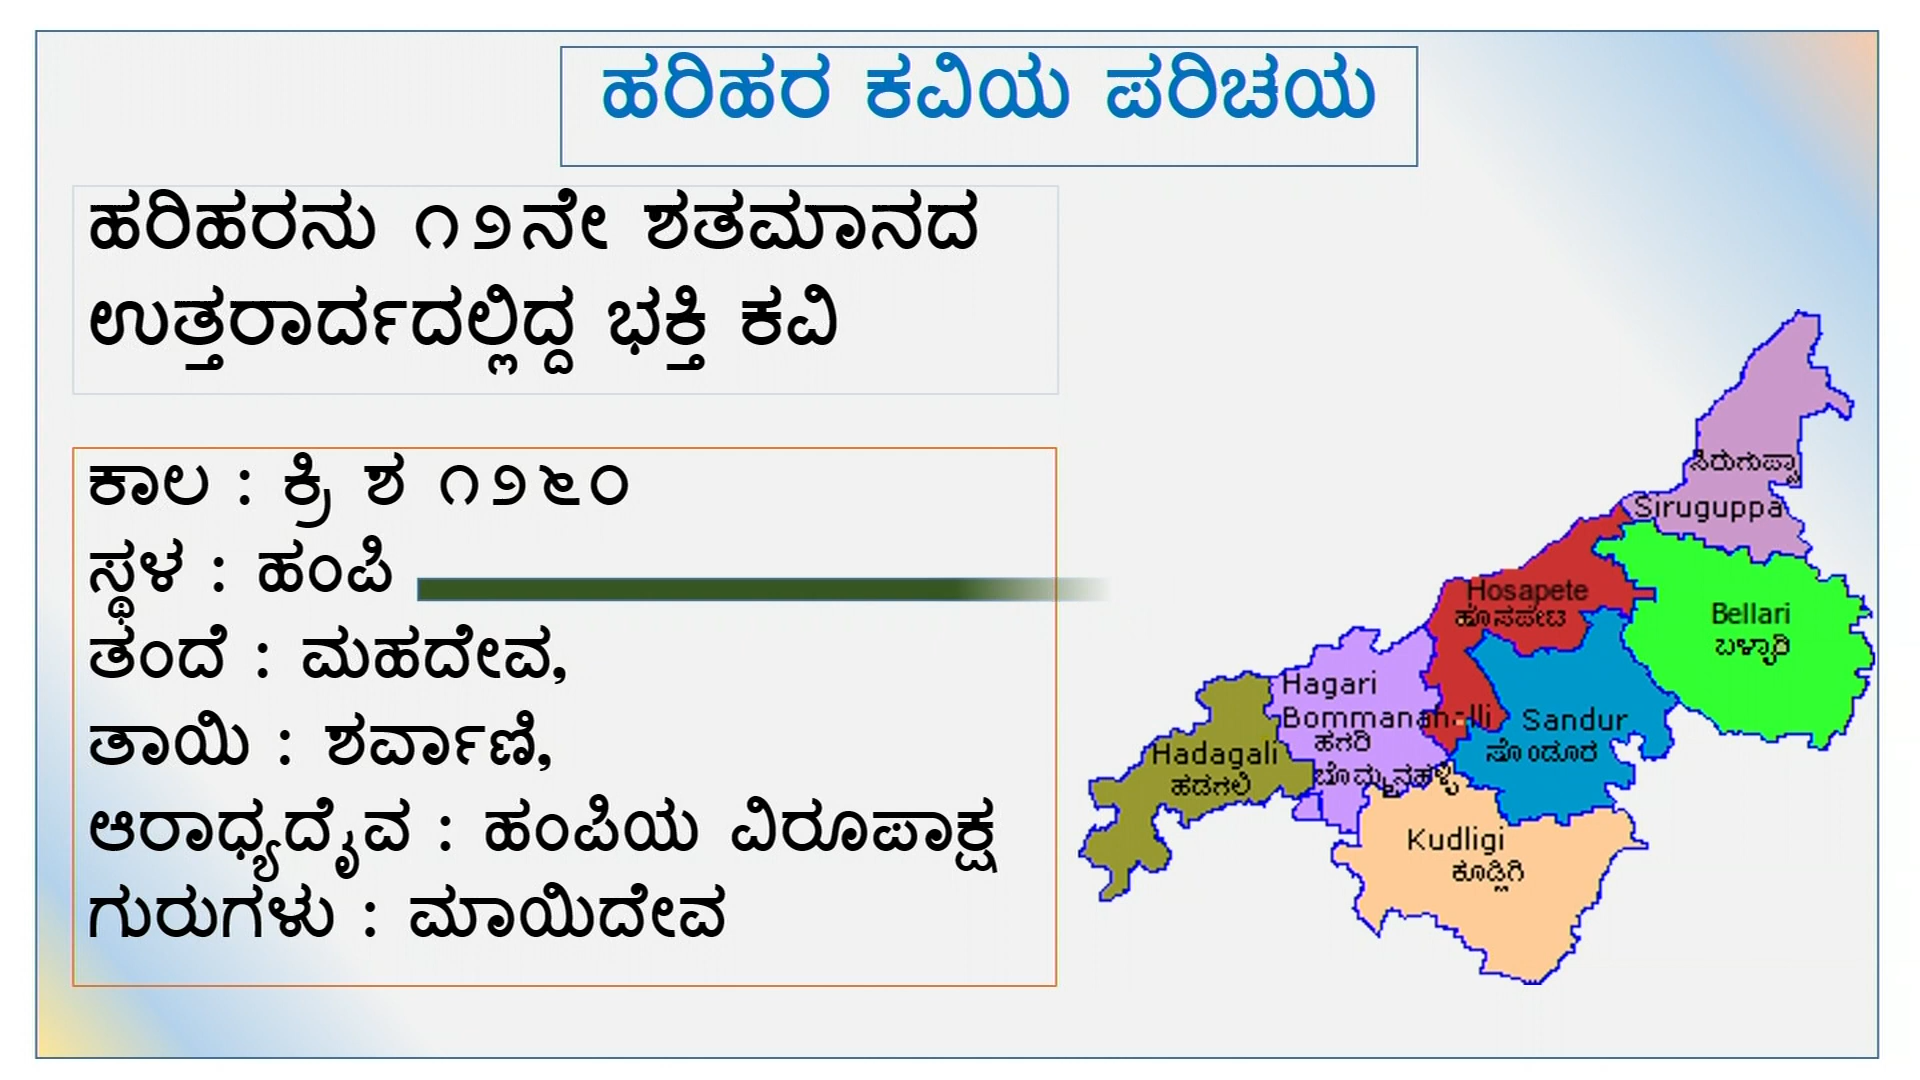 ಹರಿಹರ ಕವಿಯ ಪರಿಚಯ
ಹರಿಹರನು ೧೨ನೇ ಶತಮಾನದ
ಉತ್ತರಾರ್ದದಲ್ಲಿದ್ದ ಭಕ್ತಿ ಕವಿ
ಕಾಲ : ಕ್ರಿ ಶ ೧೨೬೦
ಸ್ಥಳ : ಹಂಪಿ
ತಂದೆ : ಮಹದೇವ,
ತಾಯಿ : ಶರ್ವಾಣಿ,
ಆರಾಧ್ಯದೈವ : ಹಂಪಿಯ ವಿರೂಪಾಕ್ಷ
ಗುರುಗಳು : ಮಾಯಿದೇವ
ಸಿರುಗುಪ್ಪಾ
Siruguppa
Hosapete
ಹೊಸಪೇಟ
Bellari
ಬಳ್ಳಾರಿ
Hagari
Bommanahalli
ಹಗರಿ
ಬೊಮ್ಮನಹಳ್ಳಿ
Sandur
ಸೊಂಡೂರ
Hadagali
ಹಡಗಲಿ
Kudligi
ಕೂಡ್ಲಿಗಿ